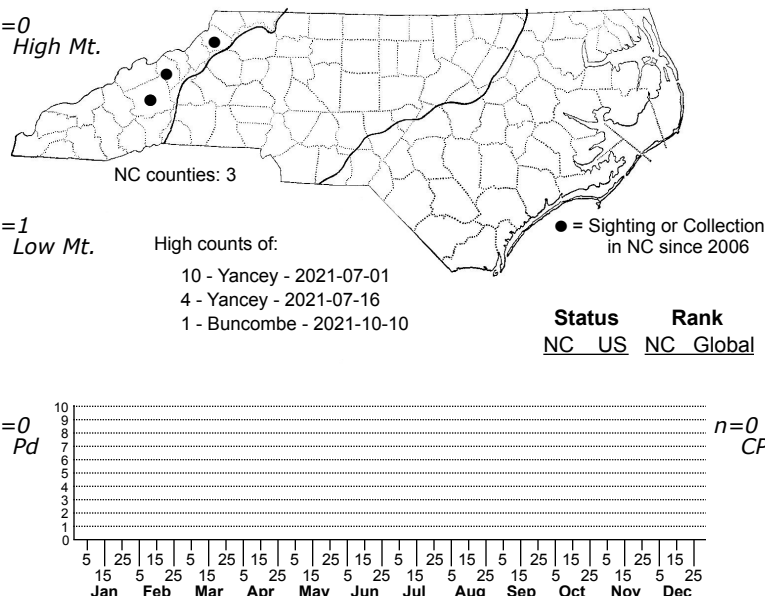 =0
High Mt.
NC counties: 3
=1
Low Mt.
High counts of:
10 - Yancey - 2021-07-01
4 - Yancey - 2021-07-16
1 - Buncombe - 2021-10-10
● = Sighting or Collection
in NC since 2006
Status Rank
NC US NC Global
=0
Pd
10
9
8
7
6
5
4
3
2
1
0
n=0
CP
5 25 15 5 25 15 5 25 15 5 25 15 5 25 15 5 25 15
15 5 25 15 5 25 15 5 25 15 5 25 15 5 25 15 5 25
Jan Feb Mar Apr May Jun Jul Aug Sep Oct Nov Dec